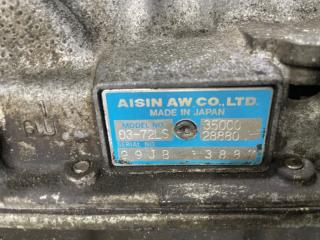 AISIN AW CO., LTD.
MADE IN JAPAN
MODEL NO. 35000
03-72LS 28880
SERIAL NO.